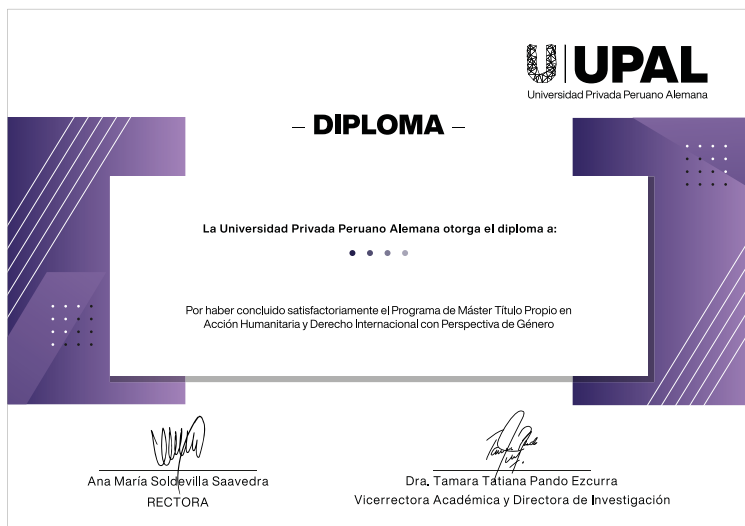 UPAL
Universidad Privada Peruano Alemana
– DIPLOMA –
La Universidad Privada Peruano Alemana otorga el diploma a:
Por haber concluido satisfactoriamente el Programa de Máster Título Propio en
Acción Humanitaria y Derecho Internacional con Perspectiva de Género
Ana María Soldevilla Saavedra
RECTORA
Dra. Tamara Tatiana Pando Ezcurra
Vicerrectora Académica y Directora de Investigación